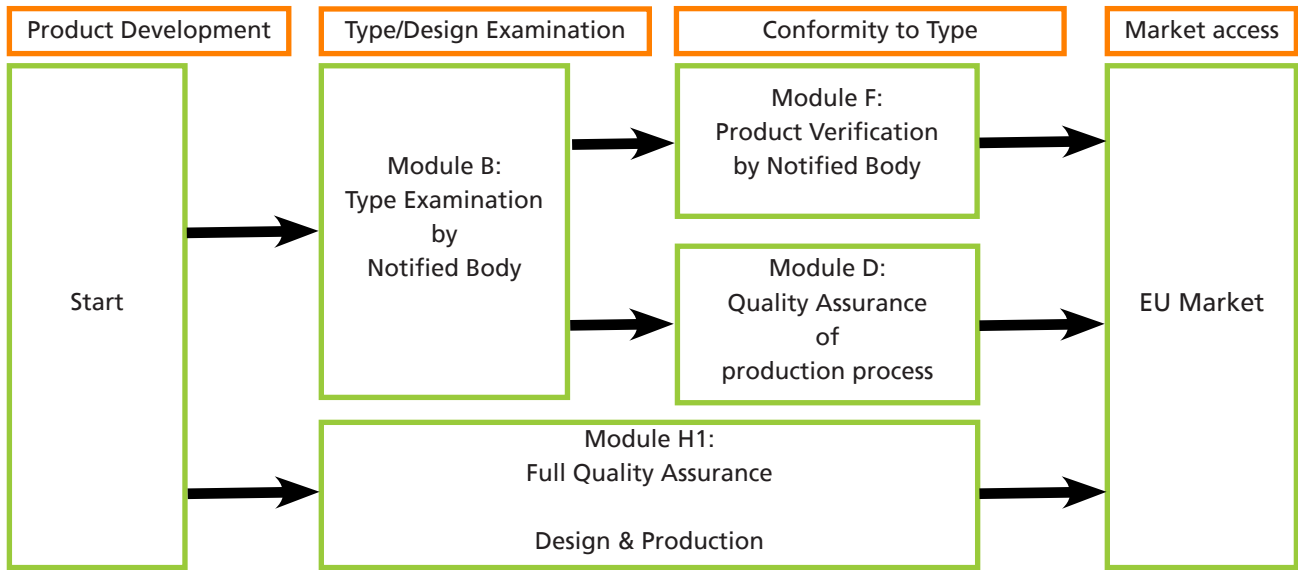 Product Development
Type/Design Examination
Conformity to Type
Market access
Start
Module B:
Type Examination
by
Notified Body
Module F:
Product Verification
by Notified Body
Module D:
Quality Assurance
of
production process
Module H1:
Full Quality Assurance
Design & Production
EU Market